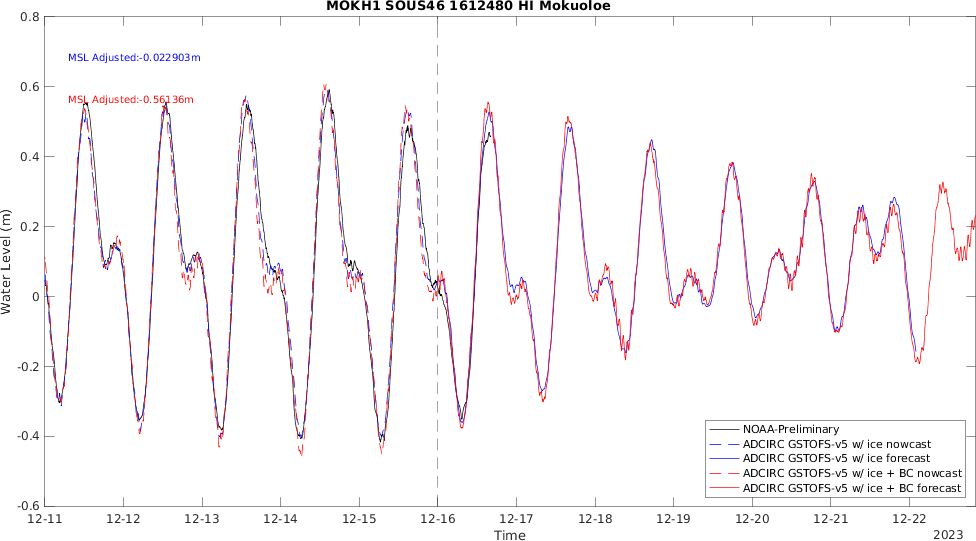 MOKH1 SOUS46 1612480 HI Mokuoloe
0.8
MSL Adjusted:-0.022903m
0.6
MSL Adjusted:-0.56136m
0.4
0.2
Water Level (m)
0
-0.2
-0.4
NOAA-Preliminary
ADCIRC GSTOFS-v5 w/ ice nowcast
ADCIRC GSTOFS-v5 w/ ice forecast
ADCIRC GSTOFS-v5 w/ ice + BC nowcast
ADCIRC GSTOFS-v5 w/ ice + BC forecast
-0.6
12-11 12-12 12-13 12-14 12-15 12-16 12-17 12-18 12-19 12-20 12-21 12-22
Time
2023